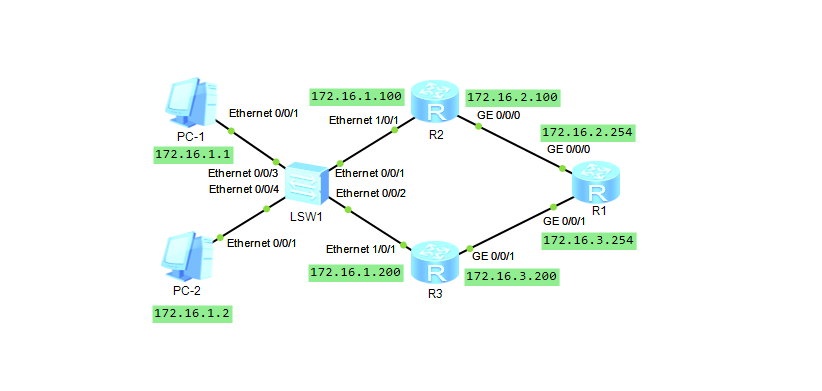 172.16.1.100
172.16.2.100
Ethernet 0/0/1
GE 0/0/0
Ethernet 1/0/1
R
R2
172.16.2.254
PC-1
GE 0/0/0
172.16.1.1
Ethernet 0/0/3
Ethernet 0/0/1
Ethernet 0/0/4
Ethernet 0/0/2
R
R1
LSW1
GE 0/0/1
172.16.3.254
Ethernet 0/0/1
Ethernet 1/0/1
GE 0/0/1
172.16.1.200
R
172.16.3.200
PC-2
R3
172.16.1.2